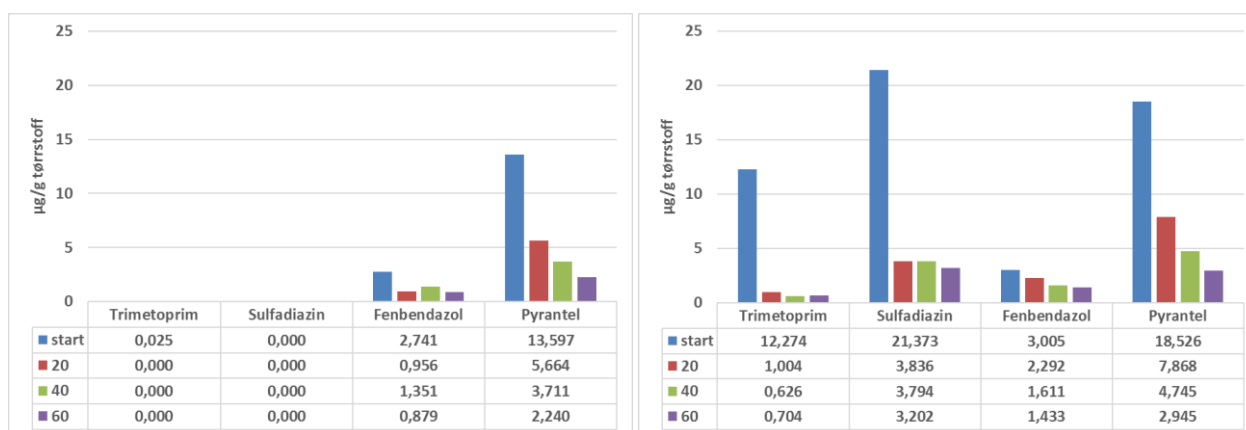 25
20
15
10
5
0
µg/g tørrstoff
Trimetoprim Sulfadiazin Fenbendazol Pyrantel
start 0,025 0,000 2,741 13,597
20 0,000 0,000 0,956 5,664
40 0,000 0,000 1,351 3,711
60 0,000 0,000 0,879 2,240
25
20
15
10
5
0
µg/g tørrstoff
Trimetoprim Sulfadiazin Fenbendazol Pyrantel
start 12,274 21,373 3,005 18,526
20 1,004 3,836 2,292 7,868
40 0,626 3,794 1,611 4,745
60 0,704 3,202 1,433 2,945